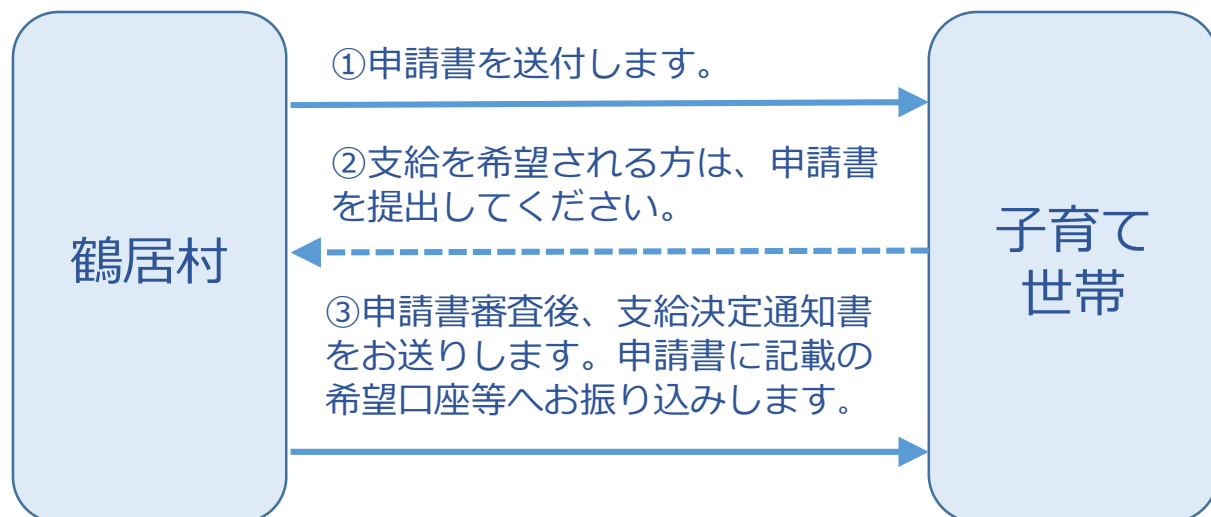 鶴居村
①申請書を送付します。
②支給を希望される方は、申請書
を提出してください。
③申請書審査後、支給決定通知書
をお送りします。申請書に記載の
希望口座等へお振り込みします。
子育て
世帯